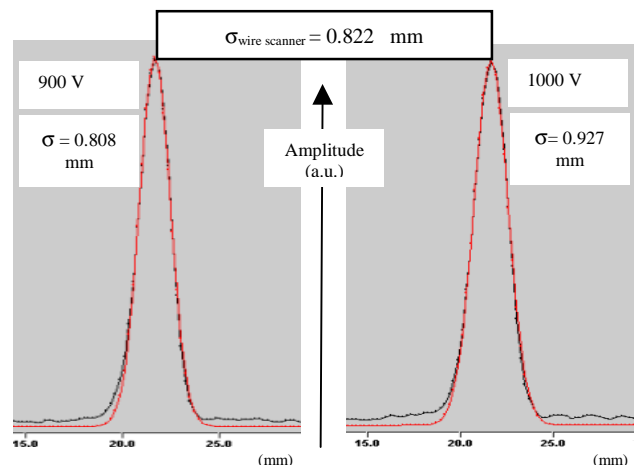 σwire scanner = 0.822 mm
900 V
σ = 0.808
mm
Amplitude
(a.u.)
1000 V
σ= 0.927
mm
15.0 20.0 25.0
(mm)
15.0 20.0 25.0
(mm)